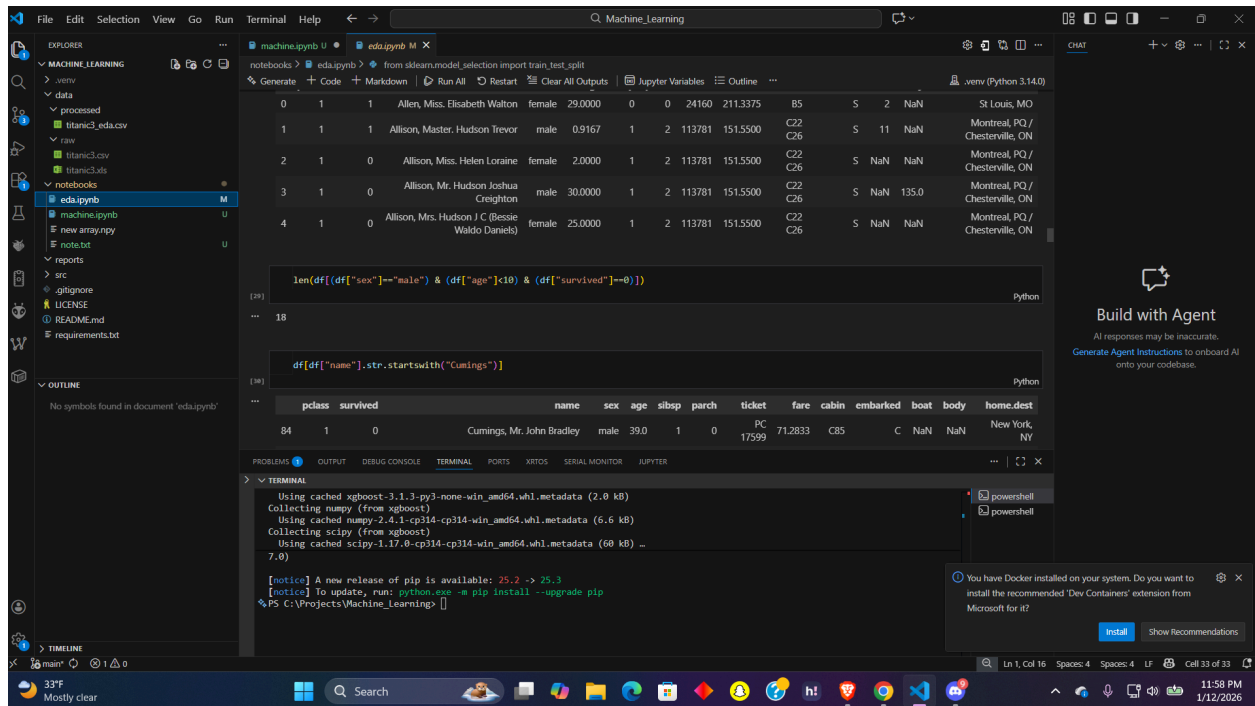 File Edit Selection View Go Run Terminal Help
Machine_Learning
EXPLORER
MACHINE_LEARNING
.venv
data
processed
titanic3_eda.csv
raw
titanic3.csv
titanic3.xls
notebooks
eda.ipynb M
machine.ipynb U
new array.npy
note.txt U
reports
src
.gitignore
LICENSE
README.md
requirements.txt
OUTLINE
No symbols found in document 'eda.ipynb'
TIMELINE
machine.ipynb U
eda.ipynb M
notebooks > eda.ipynb > from sklearn.model_selection import train_test_split
Generate + Code + Markdown Run All Restart Clear All Outputs Jupyter Variables Outline ...
.venv (Python 3.14.0)
0 1 1 Allen, Miss. Elisabeth Walton female 29.0000 0 0 24160 211.3375 B5 S 2 NaN St Louis, MO
1 1 1 Allison, Master. Hudson Trevor male 0.9167 1 2 113781 151.5500 C22 C26 S 11 NaN Montreal, PQ / Chesterville, ON
2 1 0 Allison, Miss. Helen Loraine female 2.0000 1 2 113781 151.5500 C22 C26 S NaN NaN Montreal, PQ / Chesterville, ON
3 1 0 Allison, Mr. Hudson Joshua Creighton male 30.0000 1 2 113781 151.5500 C22 C26 S NaN 135.0 Montreal, PQ / Chesterville, ON
4 1 0 Allison, Mrs. Hudson J C (Bessie Waldo Daniels) female 25.0000 1 2 113781 151.5500 C22 C26 S NaN NaN Montreal, PQ / Chesterville, ON
len(df[(df["sex"]=="male") & (df["age"]<10) & (df["survived"]==0)])
[29] Python
18
df[df["name"].str.startswith("Cumings")]
[30] Python
pclass survived name sex age sibsp parch ticket fare cabin embarked boat body home.dest
84 1 0 Cumings, Mr. John Bradley male 39.0 1 0 PC 17599 71.2833 C85 C NaN NaN New York, NY
PROBLEMS 1 OUTPUT DEBUG CONSOLE TERMINAL PORTS XRTOS SERIAL MONITOR JUPYTER
TERMINAL
Using cached xgboost-3.1.3-py3-none-win_amd64.whl.metadata (2.0 kB)
Collecting numpy (from xgboost)
Using cached numpy-2.4.1-cp314-cp314-win_amd64.whl.metadata (6.6 kB)
Collecting scipy (from xgboost)
Using cached scipy-1.17.0-cp314-cp314-win_amd64.whl.metadata (60 kB) …
7.0)
[notice] A new release of pip is available: 25.2 -> 25.3
[notice] To update, run: python.exe -m pip install --upgrade pip
PS C:\Projects\Machine_Learning>
powershell
powershell
CHAT
Build with Agent
AI responses may be inaccurate.
Generate Agent Instructions to onboard AI
onto your codebase.
You have Docker installed on your system. Do you want to
install the recommended 'Dev Containers' extension from
Microsoft for it?
Install Show Recommendations
main* 1 0
Ln 1, Col 16 Spaces: 4 Spaces: 4 LF Cell 33 of 33
33°F
Mostly clear
Search
h!
9
11:58 PM
1/12/2026